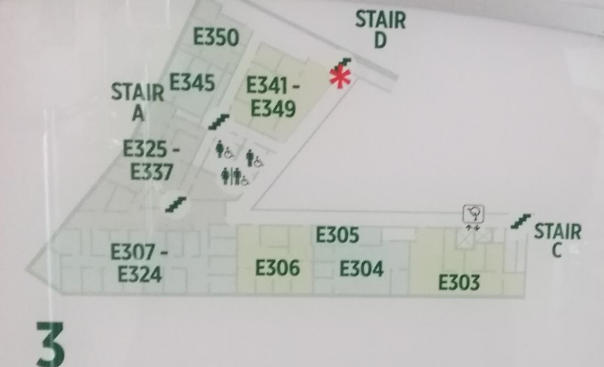 STAIR
D
E350
E345
E341 -
E349
STAIR
A
E325 -
E337
E307 -
E324
E305
E306
E304
E303
STAIR
C
3